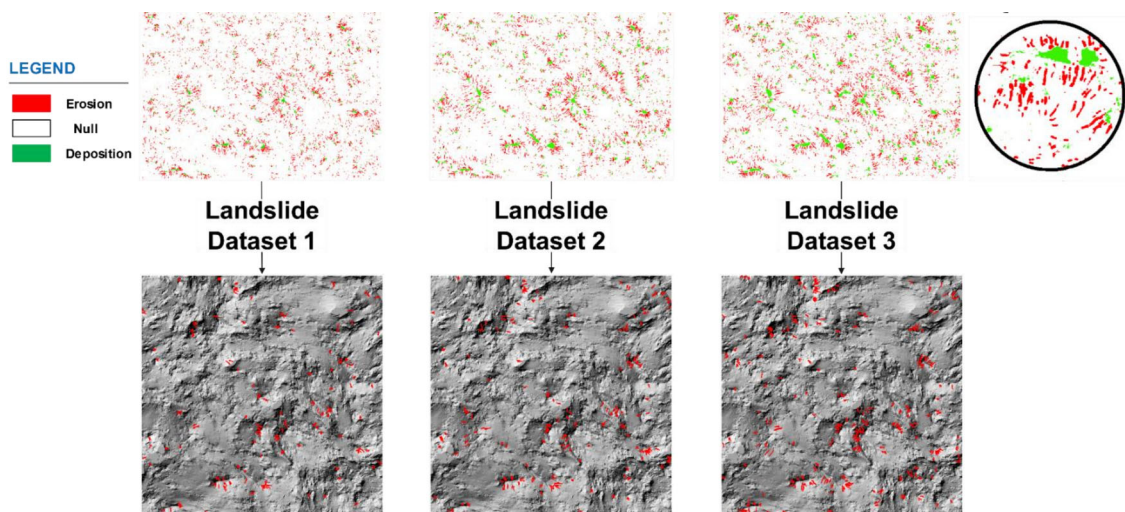 LEGEND
Erosion
Null
Deposition
Landslide
Dataset 1
Landslide
Dataset 2
Landslide
Dataset 3